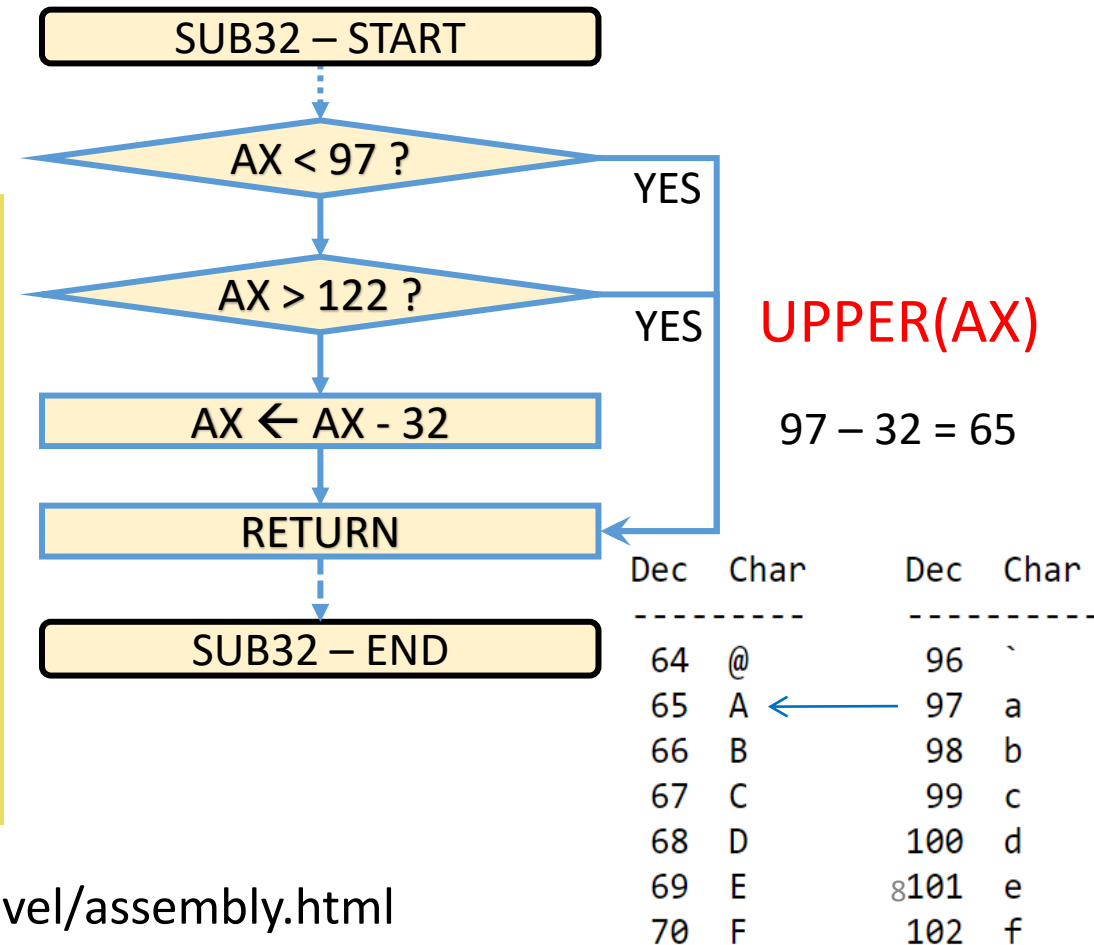 SUB32 – START
AX < 97 ?
YES
AX > 122 ?
YES
UPPER(AX)
AX ← AX - 32
97 – 32 = 65
RETURN
SUB32 – END
Dec Char Dec Char
--------- ----------
64 @ 96 `
65 A 97 a
66 B 98 b
67 C 99 c
68 D 100 d
69 E 101 e
70 F 102 f
8
vel/assembly.html